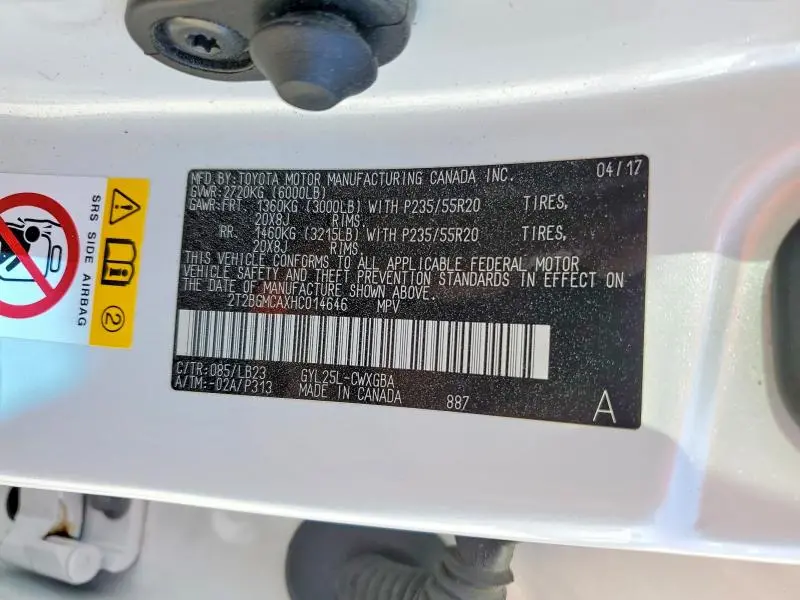 MFD. BY: TOYOTA MOTOR MANUFACTURING CANADA INC. 04/17
GVWR: 2720KG (6000LB)
GAWR: FRT 1360KG (3000LB) WITH P235/55R20 TIRES,
20X8J RIMS
RR. 1460KG (3215LB) WITH P235/55R20 TIRES,
20X8J RIMS
THIS VEHICLE CONFORMS TO ALL APPLICABLE FEDERAL MOTOR
VEHICLE SAFETY AND THEFT PREVENTION STANDARDS IN EFFECT ON
THE DATE OF MANUFACTURE SHOWN ABOVE.
2T2BGMCAXHC014646 MPV
C/TR: 085/LB23 GYL25L-CWXGBA
A/TM: -02A/P313 MADE IN CANADA 887 A
SRS SIDE AIRBAG
2